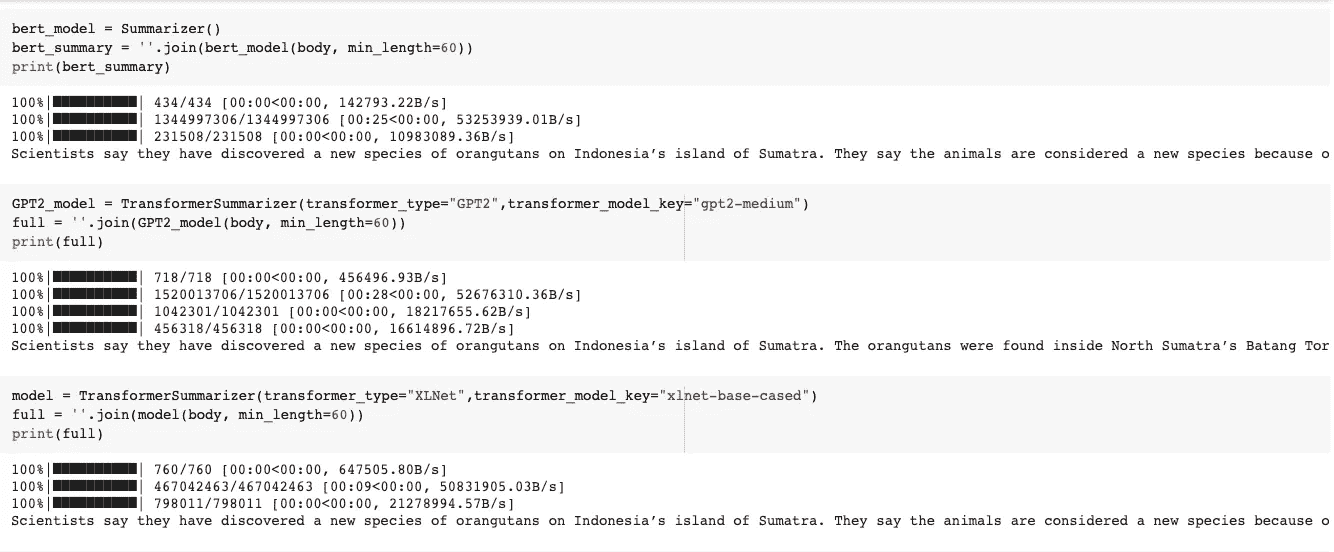 bert_model = Summarizer()
bert_summary = ''.join(bert_model(body, min_length=60))
print(bert_summary)
100%|██████████| 434/434 [00:00<00:00, 142793.22B/s]
100%|██████████| 1344997306/1344997306 [00:25<00:00, 53253939.01B/s]
100%|██████████| 231508/231508 [00:00<00:00, 10983089.36B/s]
Scientists say they have discovered a new species of orangutans on Indonesia’s island of Sumatra. They say the animals are considered a new species because o
GPT2_model = TransformerSummarizer(transformer_type="GPT2",transformer_model_key="gpt2-medium")
full = ''.join(GPT2_model(body, min_length=60))
print(full)
100%|██████████| 718/718 [00:00<00:00, 456496.93B/s]
100%|██████████| 1520013706/1520013706 [00:28<00:00, 52676310.36B/s]
100%|██████████| 1042301/1042301 [00:00<00:00, 18217655.62B/s]
100%|██████████| 456318/456318 [00:00<00:00, 16614896.72B/s]
Scientists say they have discovered a new species of orangutans on Indonesia’s island of Sumatra. The orangutans were found inside North Sumatra’s Batang Tor
model = TransformerSummarizer(transformer_type="XLNet",transformer_model_key="xlnet-base-cased")
full = ''.join(model(body, min_length=60))
print(full)
100%|██████████| 760/760 [00:00<00:00, 647505.80B/s]
100%|██████████| 467042463/467042463 [00:09<00:00, 50831905.03B/s]
100%|██████████| 798011/798011 [00:00<00:00, 21278994.57B/s]
Scientists say they have discovered a new species of orangutans on Indonesia’s island of Sumatra. They say the animals are considered a new species because o